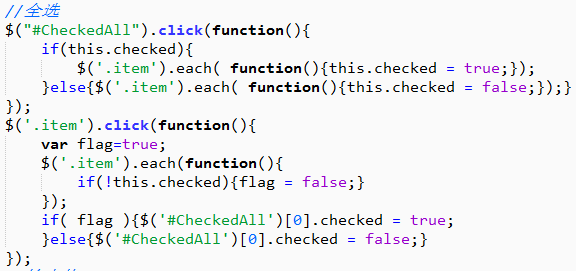 //全选
$("#CheckedAll").click(function(){
    if(this.checked){
        $('.item').each( function(){this.checked = true;});
    }else{$('.item').each( function(){this.checked = false;});}
});
$('.item').click(function(){
    var flag=true;
    $('.item').each(function(){
        if(!this.checked){flag = false;}
    });
    if( flag ){$('#CheckedAll')[0].checked = true;
    }else{$('#CheckedAll')[0].checked = false;}
});